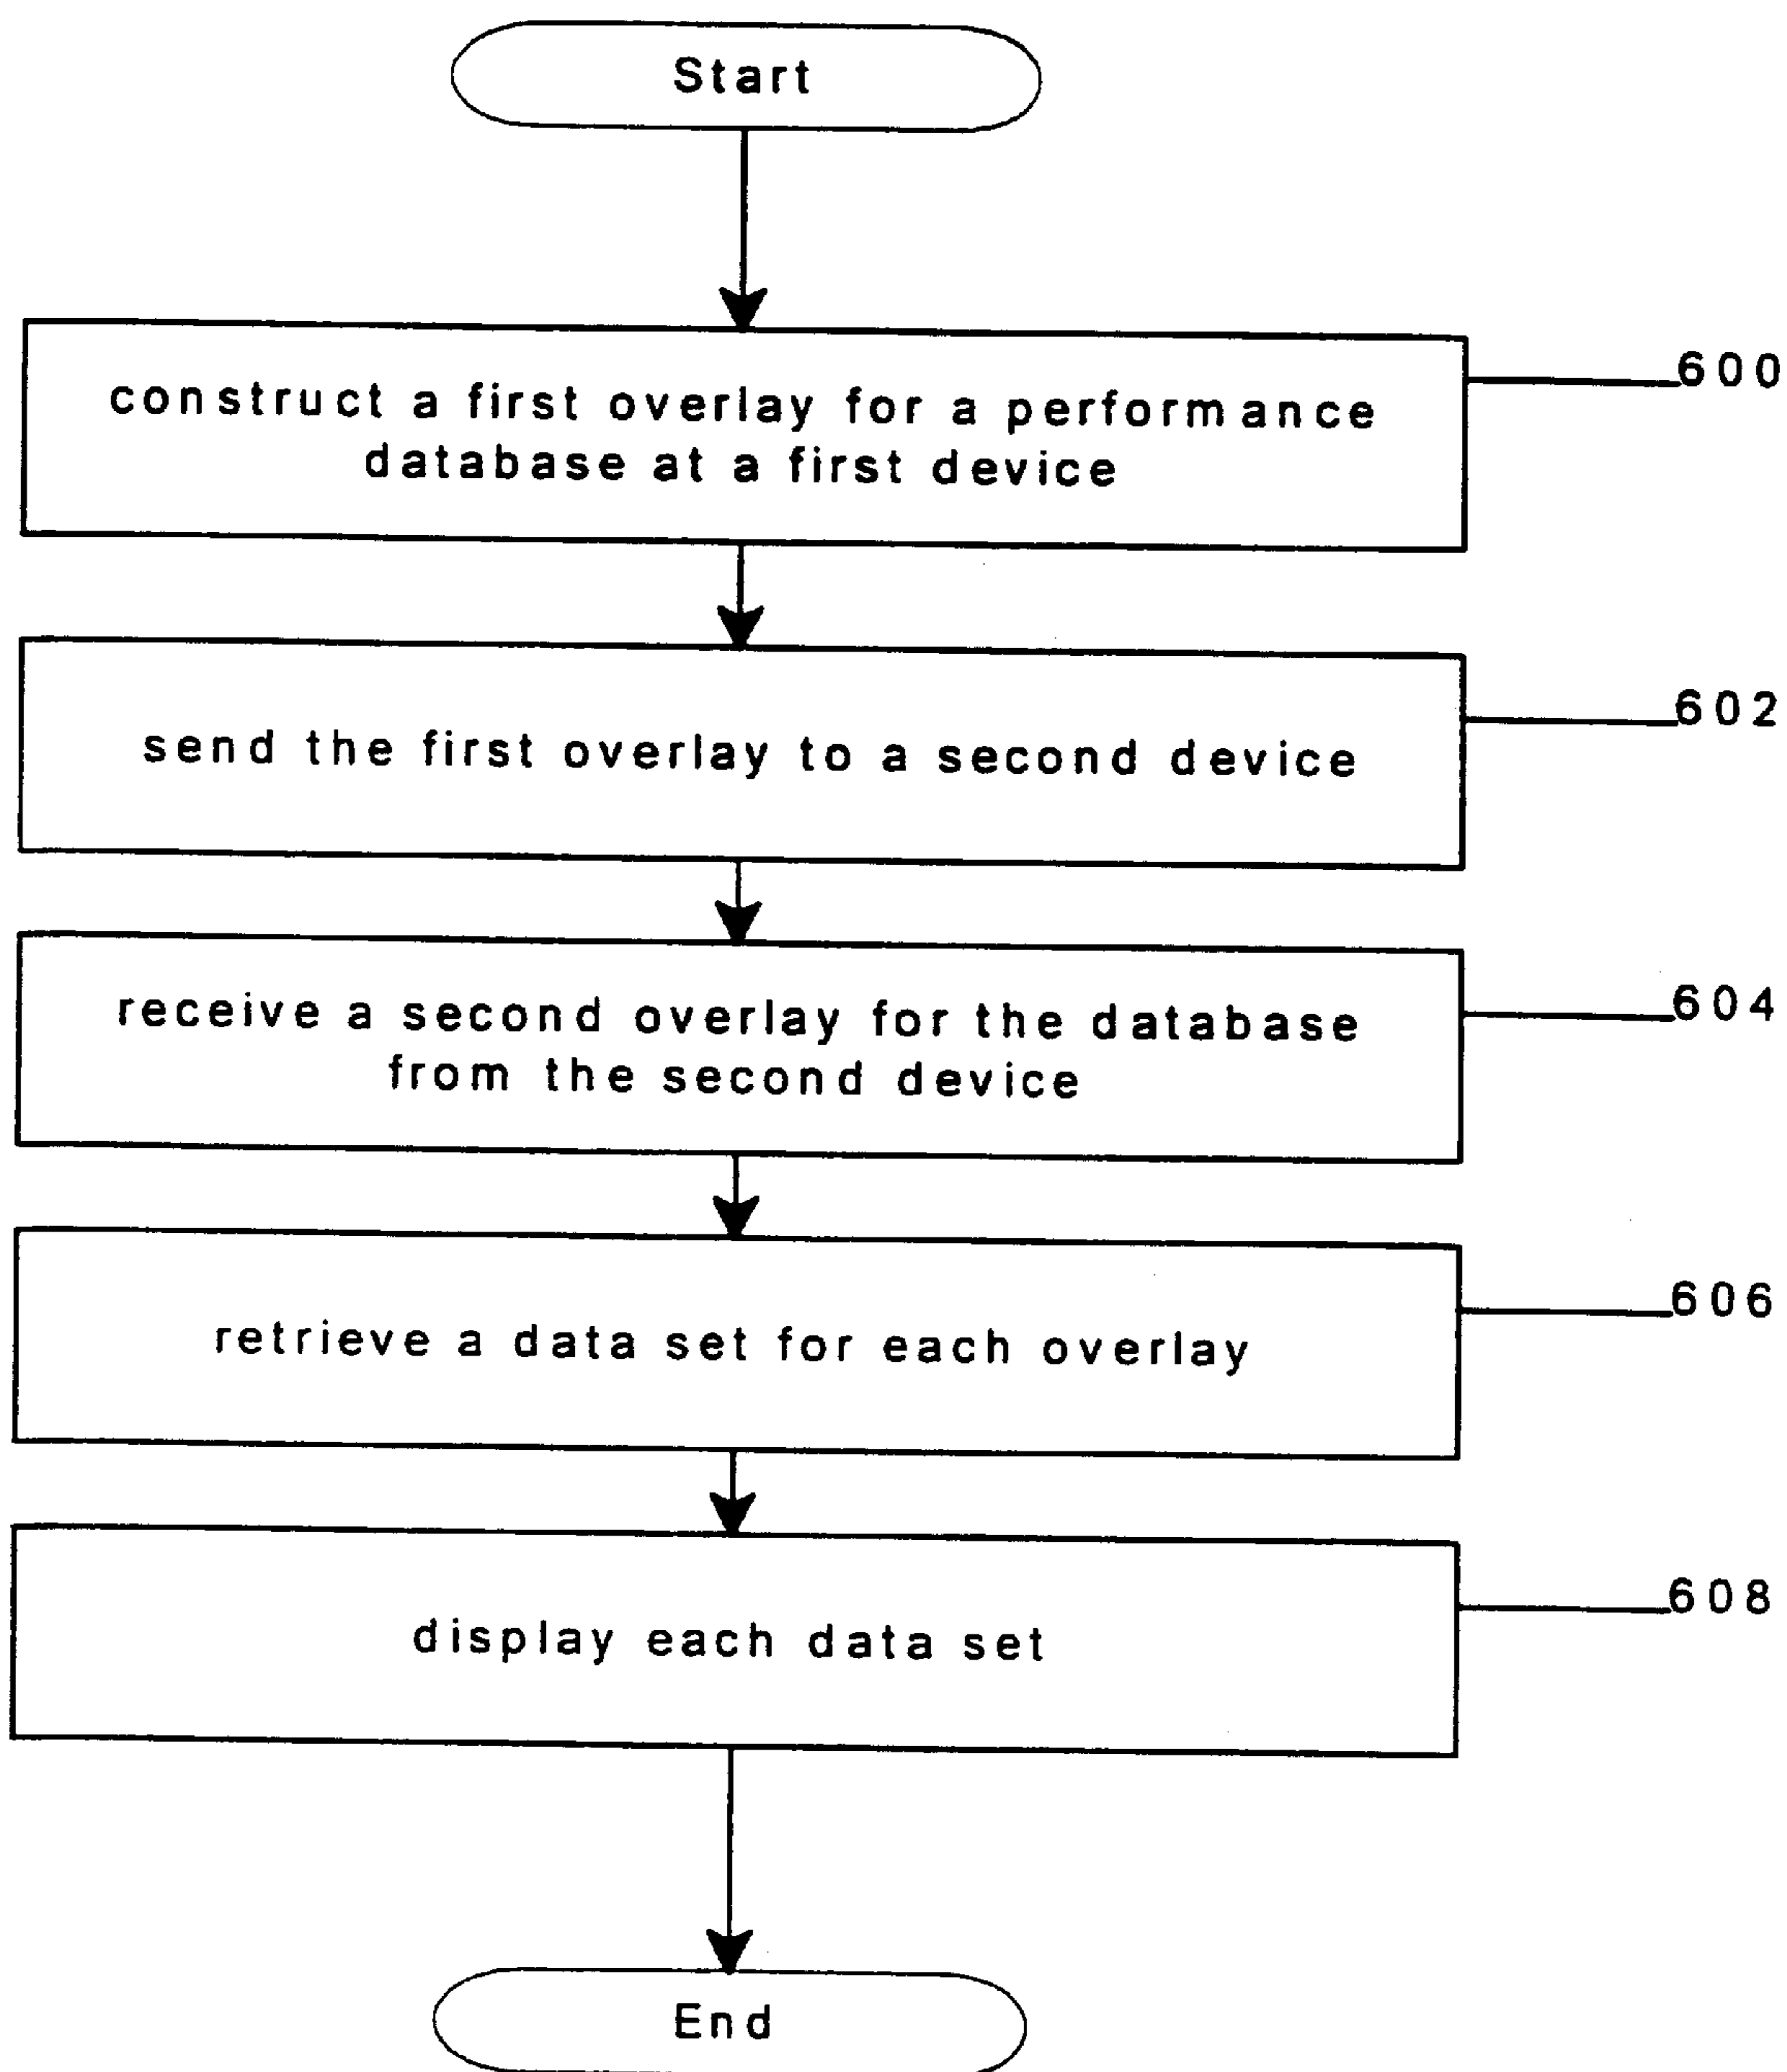 Start
construct a first overlay for a performance
database at a first device
600
send the first overlay to a second device
602
receive a second overlay for the database
from the second device
604
retrieve a data set for each overlay
606
display each data set
608
End